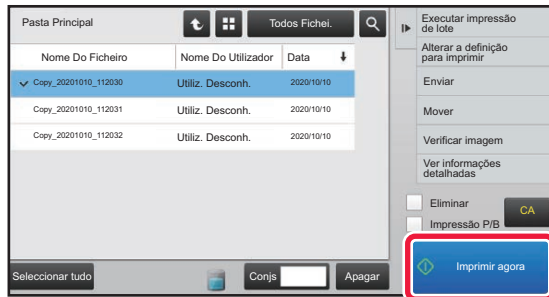 Pasta Principal
Todos Fichei.
Nome Do Ficheiro
Nome Do Utilizador
Data
Copy_20201010_112030
Utiliz. Desconh.
2020/10/10
Copy_20201010_112031
Utiliz. Desconh.
2020/10/10
Copy_20201010_112032
Utiliz. Desconh.
2020/10/10
Seleccionar tudo
Conjs
Apagar
Executar impressão
de lote
Alterar a definição
para imprimir
Enviar
Mover
Verificar imagem
Ver informações
detalhadas
Eliminar
Impressão P/B
CA
Imprimir agora